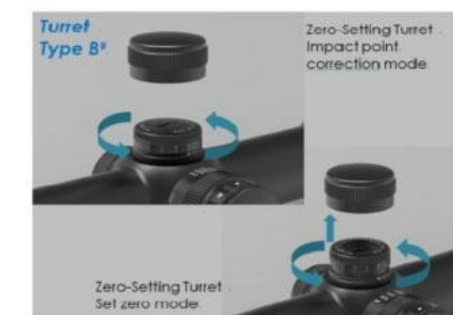 Turret
Type B*
Zero-Setting Turret
Impact point
correction mode
Zero-Setting Turret
Set zero mode